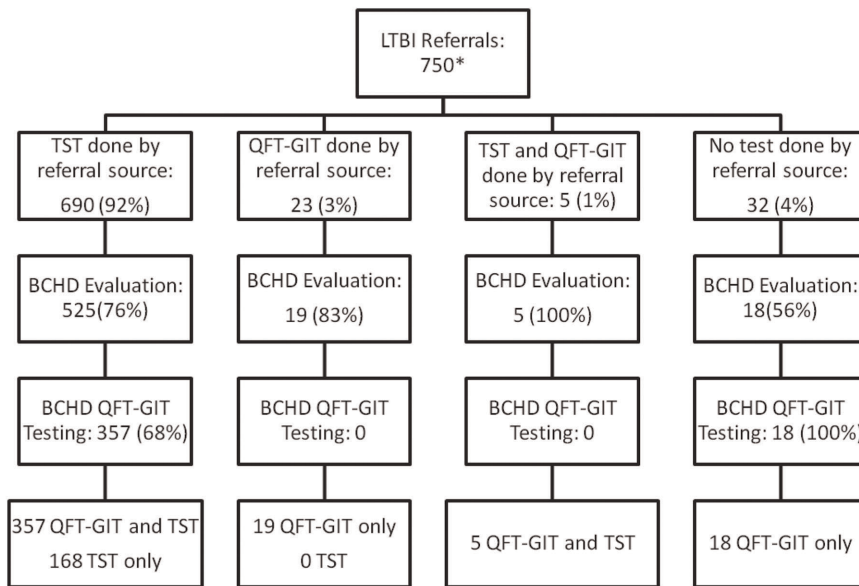 LTBI Referrals:
750*
TST done by
referral source:
690 (92%)
QFT-GIT done by
referral source:
23 (3%)
TST and QFT-GIT
done by referral
source: 5 (1%)
No test done by
referral source:
32 (4%)
BCHD Evaluation:
525(76%)
BCHD Evaluation:
19 (83%)
BCHD Evaluation:
5 (100%)
BCHD Evaluation:
18(56%)
BCHD QFT-GIT
Testing: 357 (68%)
BCHD QFT-GIT
Testing: 0
BCHD QFT-GIT
Testing: 0
BCHD QFT-GIT
Testing: 18 (100%)
357 QFT-GIT and TST
168 TST only
19 QFT-GIT only
0 TST
5 QFT-GIT and TST
18 QFT-GIT only